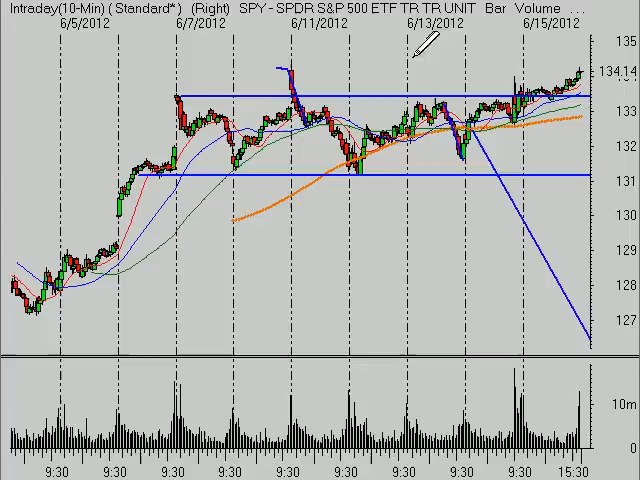 Intraday(10-Min) ( Standard*)  (Right)  SPY - SPDR S&P 500 ETF TR TR UNIT  Bar  Volume  ...
6/5/2012 6/7/2012 6/11/2012 6/13/2012 6/15/2012
135
134.14
133
132
131
130
129
128
127
10m
0
9:30 9:30 9:30 9:30 9:30 9:30 9:30 9:30 9:30 15:30